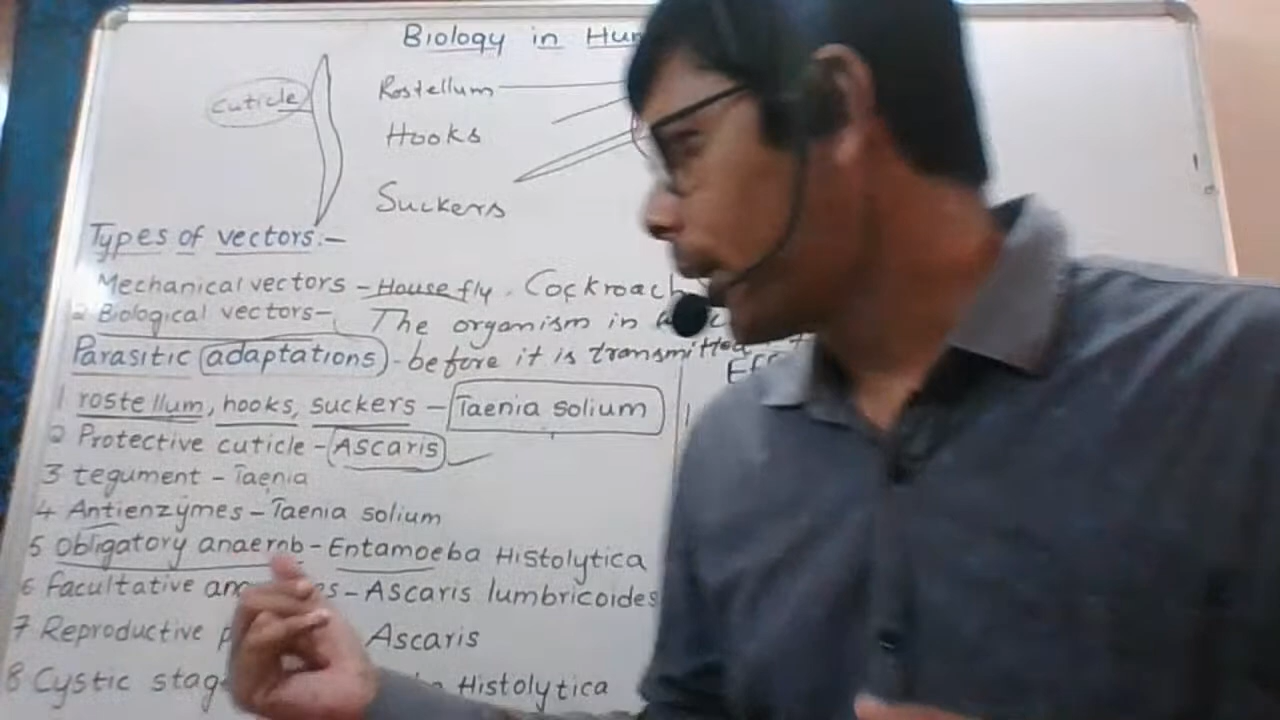 Biology in Hum
Cuticle
Rostellum
Hooks
Suckers
Types of vectors:-
Mechanical vectors - House fly, Cockroach
2 Biological vectors- The organism in
Parasitic adaptations - before it is transmitted
1 rostellum, hooks, suckers - Taenia solium
2 Protective cuticle - Ascaris
3 tegument - Taenia
4 Antienzymes - Taenia solium
5 Obligatory anaerob - Entamoeba Histolytica
6 Facultative - Ascaris lumbricoides
7 Reproductive Ascaris
8 Cystic Histolytica